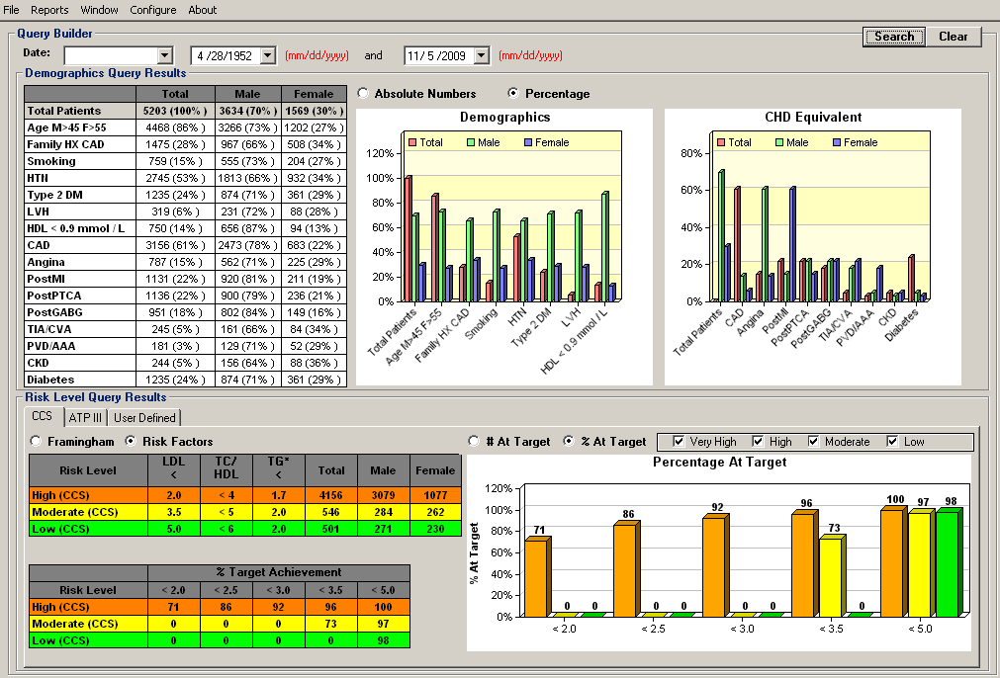 File Reports Window Configure About
Query Builder
Date: 4 /28/1952 (mm/dd/yyyy) and 11/ 5 /2009 (mm/dd/yyyy) Search Clear
Demographics Query Results
Total Male Female
Total Patients 5203 (100% ) 3634 (70% ) 1569 (30% )
Age M>45 F>55 4468 (86% ) 3266 (73% ) 1202 (27% )
Family HX CAD 1475 (28% ) 967 (66% ) 508 (34% )
Smoking 759 (15% ) 555 (73% ) 204 (27% )
HTN 2745 (53% ) 1813 (66% ) 932 (34% )
Type 2 DM 1235 (24% ) 874 (71% ) 361 (29% )
LVH 319 (6% ) 231 (72% ) 88 (28% )
HDL < 0.9 mmol / L 750 (14% ) 656 (87% ) 94 (13% )
CAD 3156 (61% ) 2473 (78% ) 683 (22% )
Angina 787 (15% ) 562 (71% ) 225 (29% )
PostMI 1131 (22% ) 920 (81% ) 211 (19% )
PostPTCA 1136 (22% ) 900 (79% ) 236 (21% )
PostGABG 951 (18% ) 802 (84% ) 149 (16% )
TIA/CVA 245 (5% ) 161 (66% ) 84 (34% )
PVD/AAA 181 (3% ) 129 (71% ) 52 (29% )
CKD 244 (5% ) 156 (64% ) 88 (36% )
Diabetes 1235 (24% ) 874 (71% ) 361 (29% )
Absolute Numbers Percentage
Demographics
Total Male Female
120%
100%
80%
60%
40%
20%
0%
Total Patients
Age M>45 F>55
Family HX CAD
Smoking
HTN
Type 2 DM
LVH
HDL < 0.9 mmol / L
CHD Equivalent
Total Male Female
80%
60%
40%
20%
0%
Total Patients
CAD
Angina
PostMI
PostPTCA
PostGABG
TIA/CVA
PVD/AAA
CKD
Diabetes
Risk Level Query Results
CCS ATP III User Defined
Framingham Risk Factors
Risk Level LDL < TC/ HDL TG* < Total Male Female
High (CCS) 2.0 < 4 1.7 4156 3079 1077
Moderate (CCS) 3.5 < 5 2.0 546 284 262
Low (CCS) 5.0 < 6 2.0 501 271 230
% Target Achievement
Risk Level < 2.0 < 2.5 < 3.0 < 3.5 < 5.0
High (CCS) 71 86 92 96 100
Moderate (CCS) 0 0 0 73 97
Low (CCS) 0 0 0 0 98
# At Target % At Target Very High High Moderate Low
Percentage At Target
% At Target
120%
100%
80%
60%
40%
20%
0%
71 0 0 86 0 0 92 0 0 96 73 0 100 97 98
< 2.0 < 2.5 < 3.0 < 3.5 < 5.0